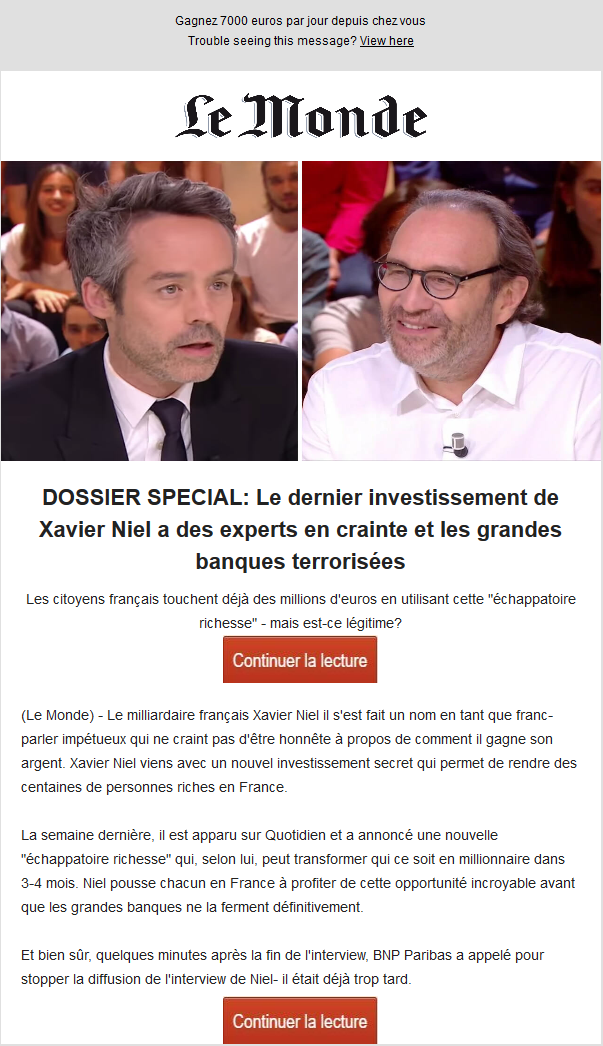 Gagnez 7000 euros par jour depuis chez vous
Trouble seeing this message? View here
Le Monde
DOSSIER SPECIAL: Le dernier investissement de
Xavier Niel a des experts en crainte et les grandes
banques terrorisées
Les citoyens français touchent déjà des millions d'euros en utilisant cette "échappatoire
richesse" - mais est-ce légitime?
Continuer la lecture
(Le Monde) - Le milliardaire français Xavier Niel il s'est fait un nom en tant que franc-
parler impétueux qui ne craint pas d'être honnête à propos de comment il gagne son
argent. Xavier Niel viens avec un nouvel investissement secret qui permet de rendre des
centaines de personnes riches en France.
La semaine dernière, il est apparu sur Quotidien et a annoncé une nouvelle
"échappatoire richesse" qui, selon lui, peut transformer qui ce soit en millionnaire dans
3-4 mois. Niel pousse chacun en France à profiter de cette opportunité incroyable avant
que les grandes banques ne la ferment définitivement.
Et bien sûr, quelques minutes après la fin de l'interview, BNP Paribas a appelé pour
stopper la diffusion de l'interview de Niel- il était déjà trop tard.
Continuer la lecture